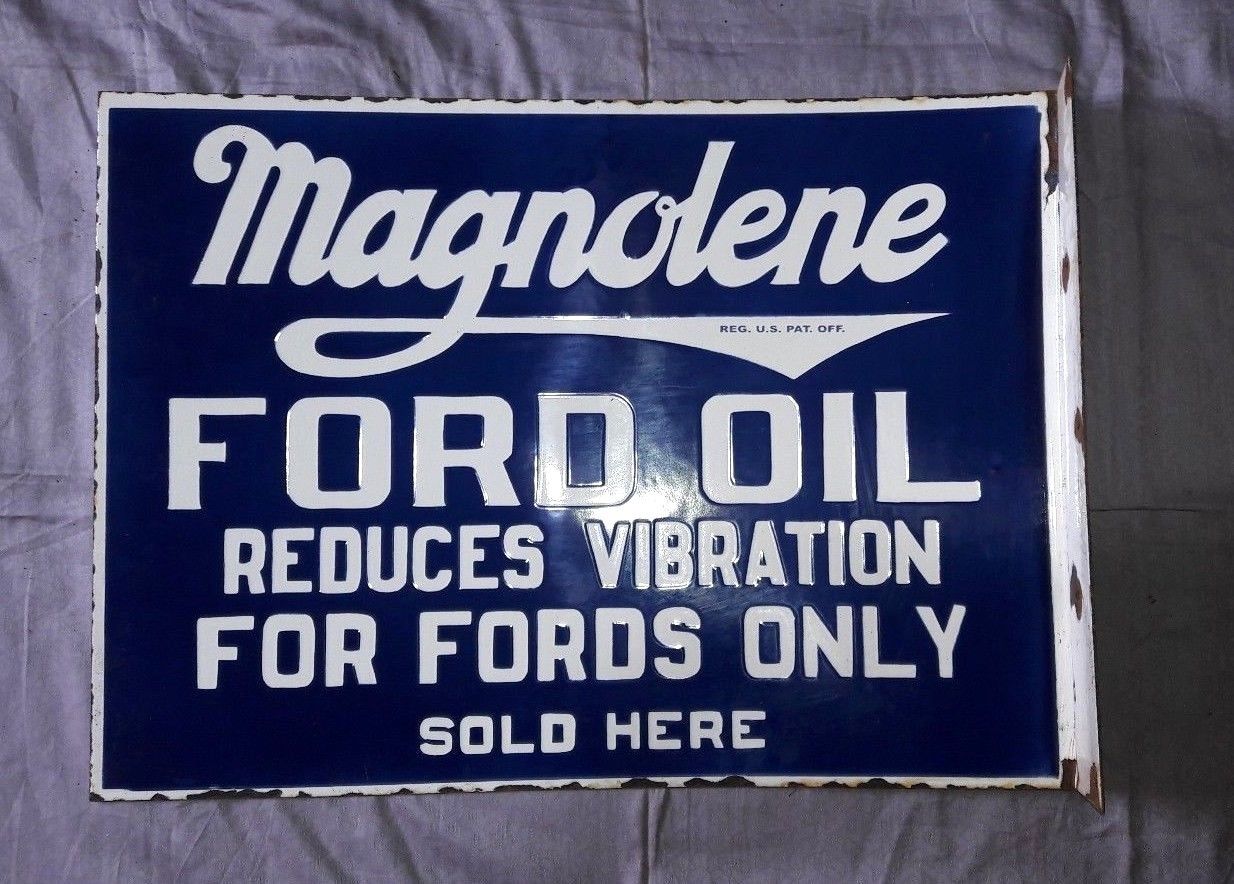 Magnolene
REG. U.S. PAT. OFF.
FORD OIL
REDUCES VIBRATION
FOR FORDS ONLY
SOLD HERE